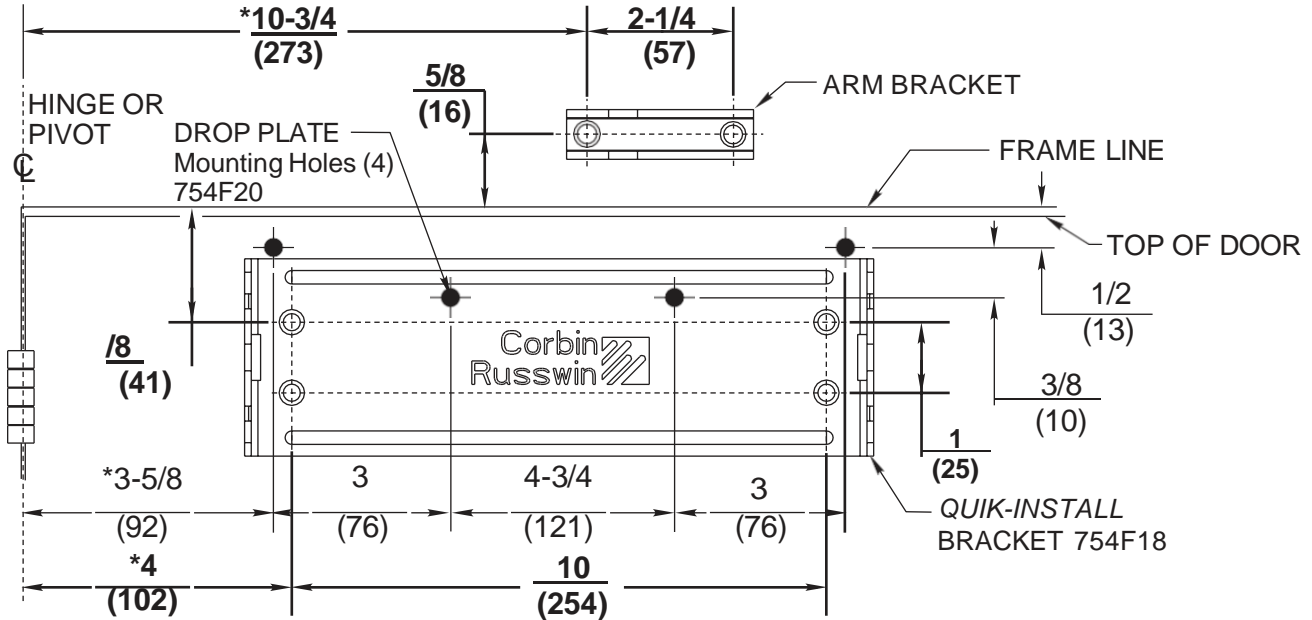 *10-3/4
(273)
2-1/4
(57)
5/8
(16)
ARM BRACKET
HINGE OR
PIVOT
℄
DROP PLATE
Mounting Holes (4)
754F20
FRAME LINE
TOP OF DOOR
1/2
(13)
/8
(41)
Corbin
Russwin
3/8
(10)
1
(25)
*3-5/8
(92)
3
(76)
4-3/4
(121)
3
(76)
QUIK-INSTALL
BRACKET 754F18
*4
(102)
10
(254)